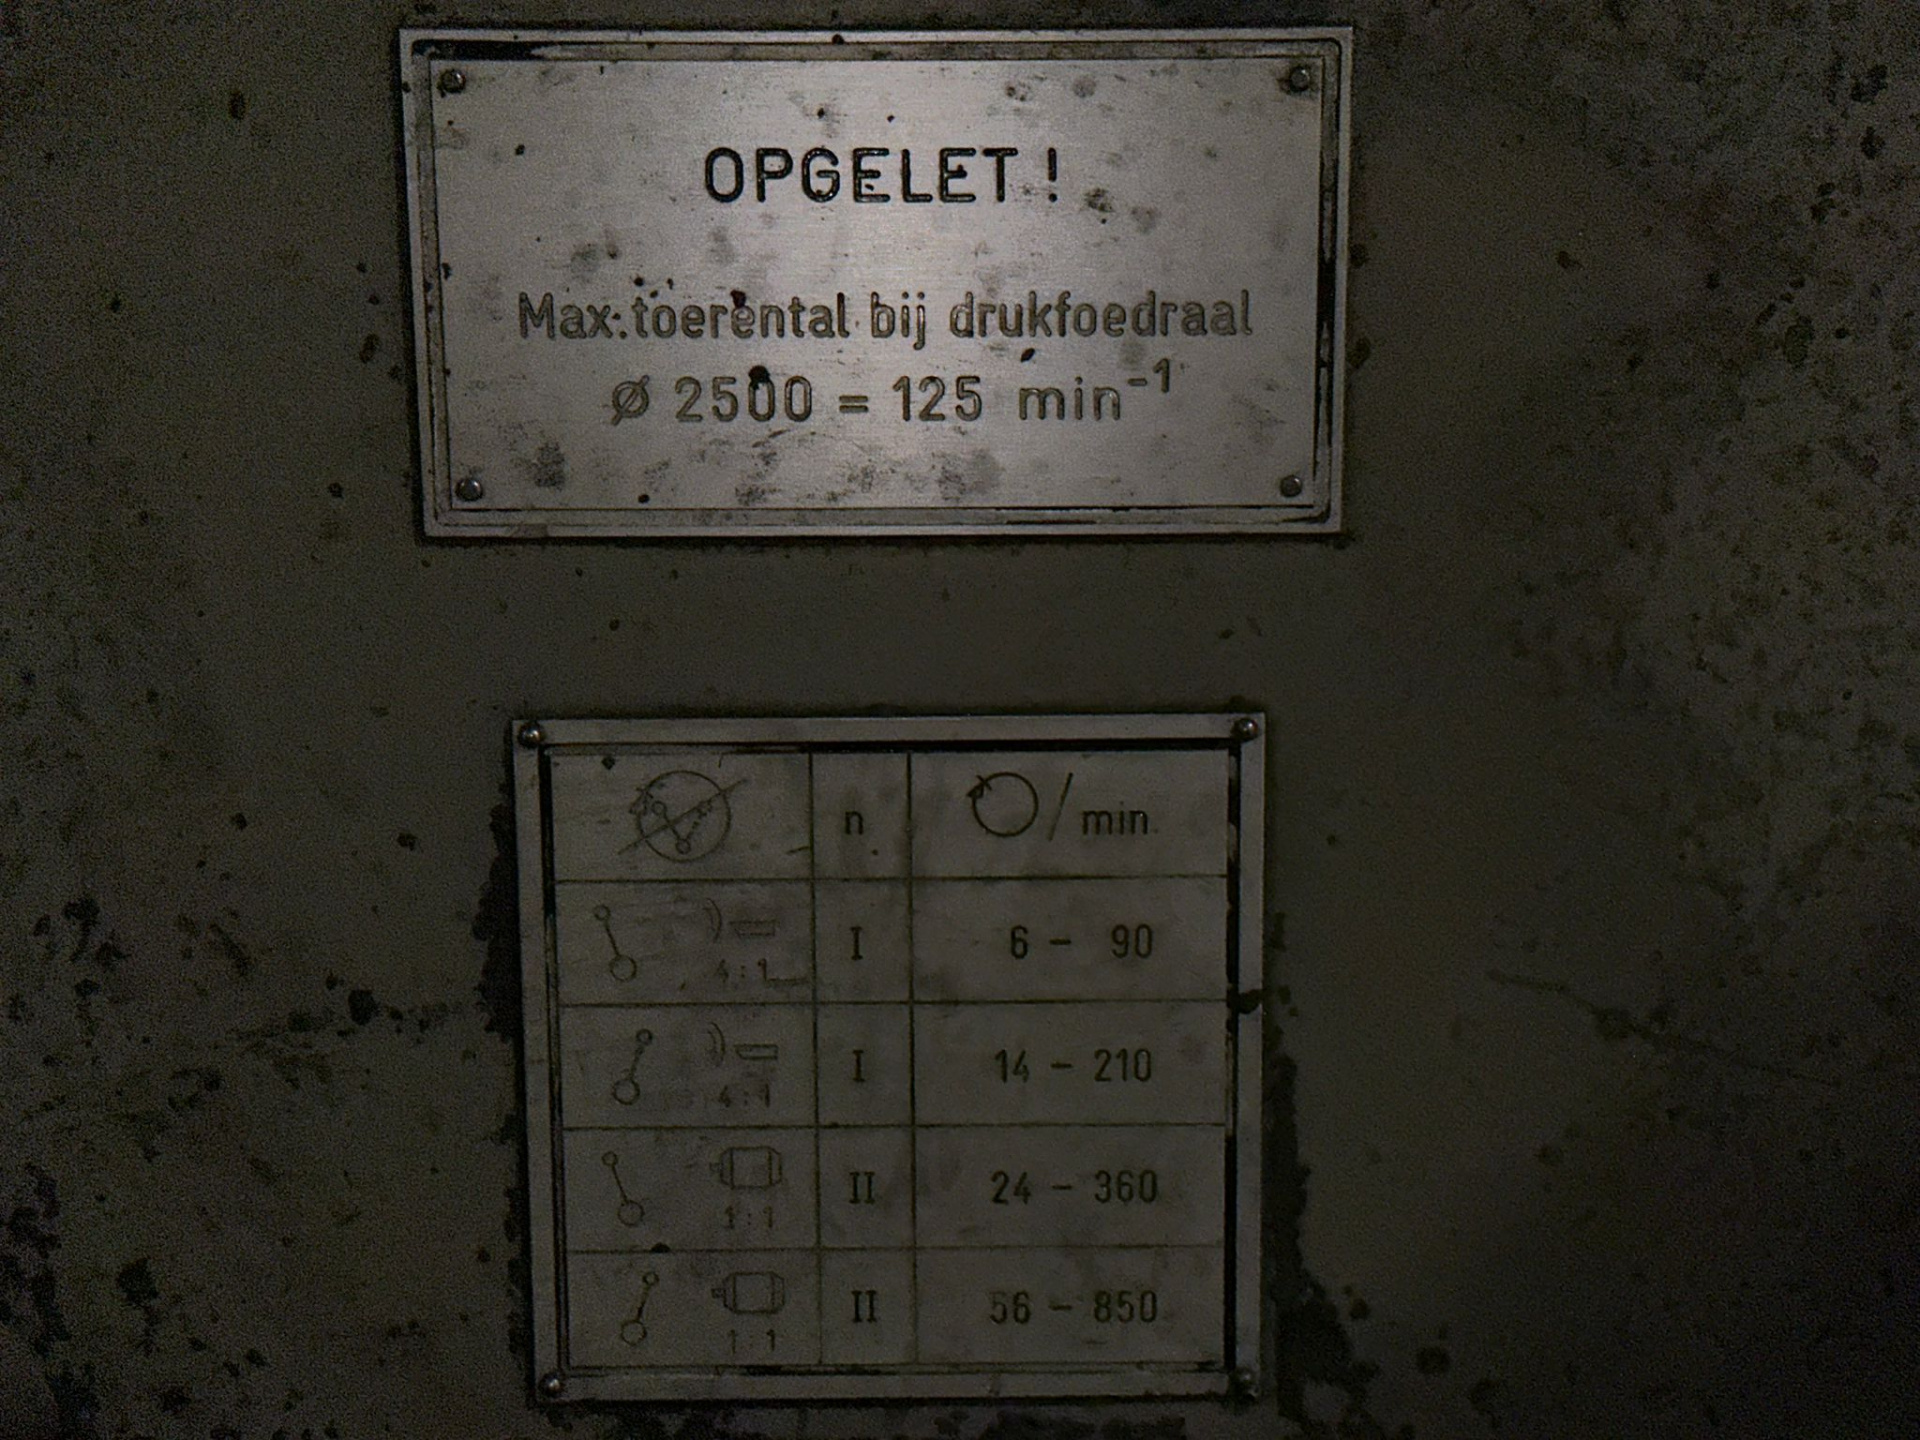 OPGELET !
Max. toerental bij drukfoedraal
ø 2500 = 125 min⁻¹
n /min
4:1 I 6 - 90
4:1 I 14 - 210
1:1 II 24 - 360
1:1 II 56 - 850